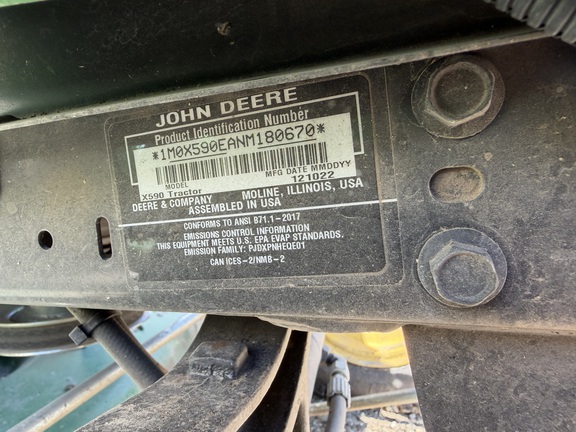 JOHN DEERE
Product Identification Number
*1M0X590EANM180670*
MODEL MFG DATE MMDDYY
X590 Tractor 121022
DEERE & COMPANY MOLINE, ILLINOIS, USA
ASSEMBLED IN USA
CONFORMS TO ANSI B71.1-2017
EMISSIONS CONTROL INFORMATION
THIS EQUIPMENT MEETS U.S. EPA EVAP STANDARDS.
EMISSION FAMILY: PJDXPNHEQE01
CAN ICES-2/NMB-2